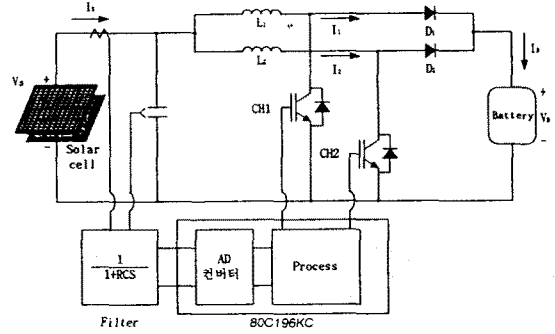 I₁
L₁
I₁
D₁
L₂
I₂
D₂
I₃
Vs
+
-
Solar
cell
CH1
CH2
+
Battery
V₃
-
1
1+RCS
AD
컨버터
Process
Filter
80C196KC